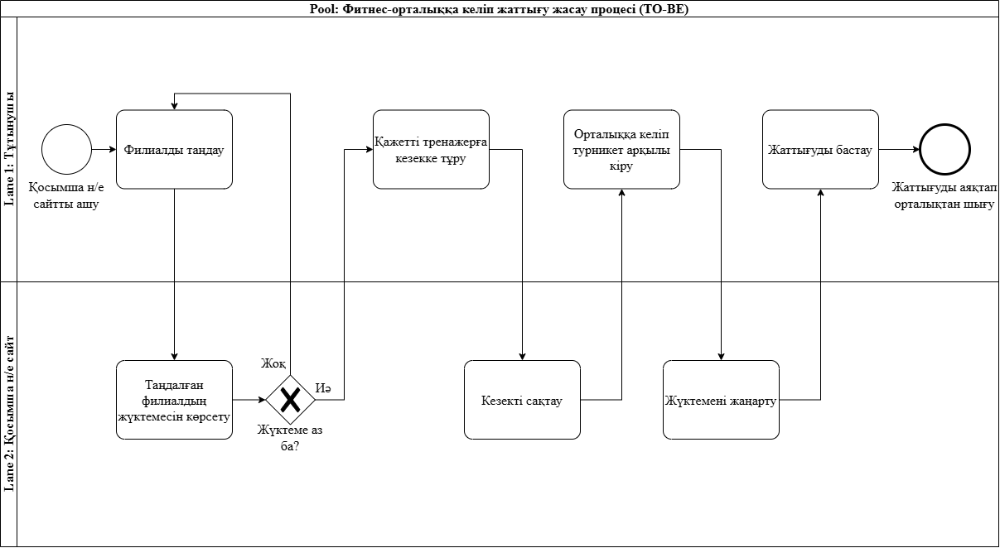 Pool: Фитнес-орталыққа келіп жаттығу жасау процесі (TO-BE)
Lane 1: Тұтынушы
Қосымша н/е
сайтты ашу
Филиалды таңдау
Қажетті тренажерға
кезекке тұру
Орталыққа келіп
турникет арқылы
кіру
Жаттығуды бастау
Жаттығуды аяқтап
орталықтан шығу
Lane 2: Қосымша н/е сайт
Таңдалған
филиалдың
жүктемесін көрсету
Жоқ
Иә
Жүктеме аз
ба?
Кезекті сақтау
Жүктемені жаңарту